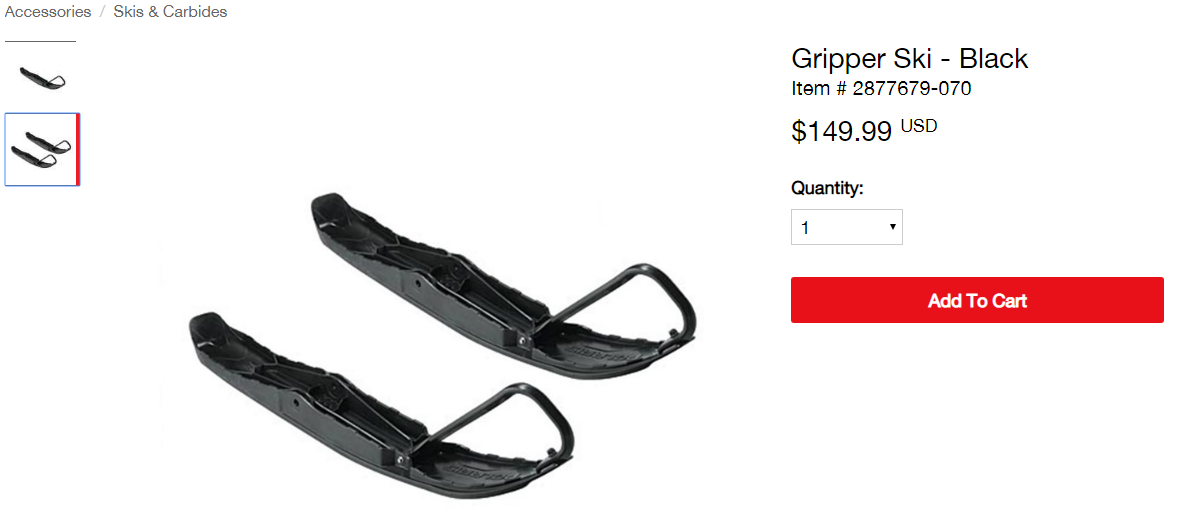 Accessories / Skis & Carbides
Gripper Ski - Black
Item # 2877679-070
$149.99 USD
Quantity:
1
Add To Cart